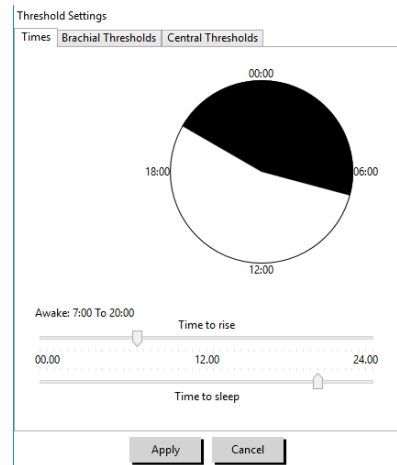 Threshold Settings
Times Brachial Thresholds Central Thresholds
00:00
18:00 06:00
12:00
Awake: 7:00 To 20:00
Time to rise
00.00 12.00 24.00
Time to sleep
Apply Cancel